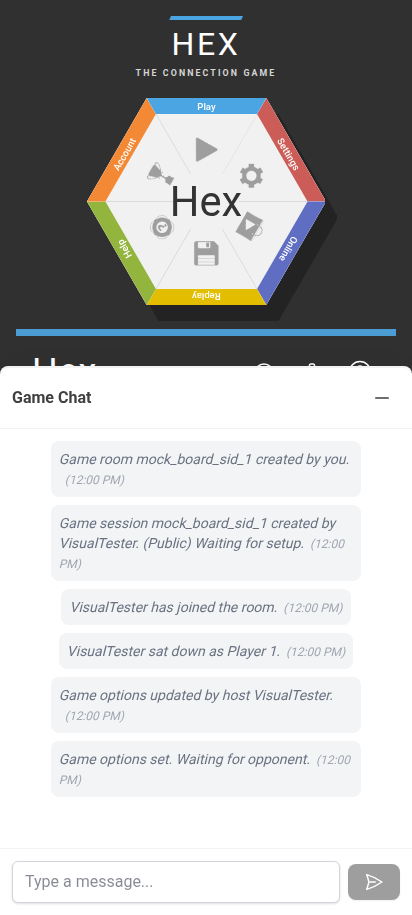 HEX
THE CONNECTION GAME
Play
Account
Settings
Hex
Help
Online
Replay
Hex
Game Chat
Game room mock_board_sid_1 created by you.
(12:00 PM)
Game session mock_board_sid_1 created by
VisualTester. (Public) Waiting for setup. (12:00
PM)
VisualTester has joined the room. (12:00 PM)
VisualTester sat down as Player 1. (12:00 PM)
Game options updated by host VisualTester.
(12:00 PM)
Game options set. Waiting for opponent. (12:00
PM)
Type a message...